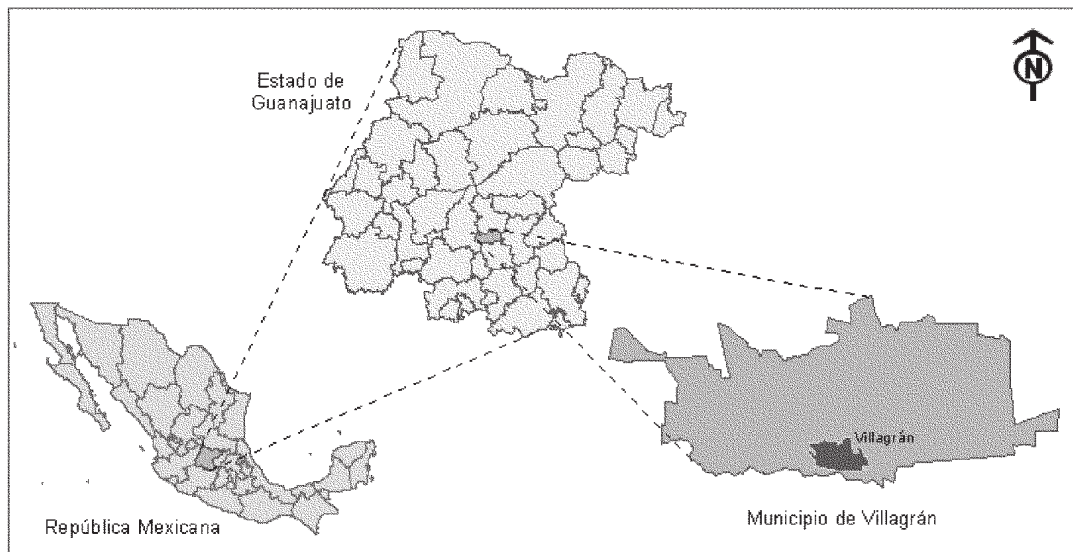 Estado de
Guanajuato
N
Villagrán
República Mexicana
Municipio de Villagrán